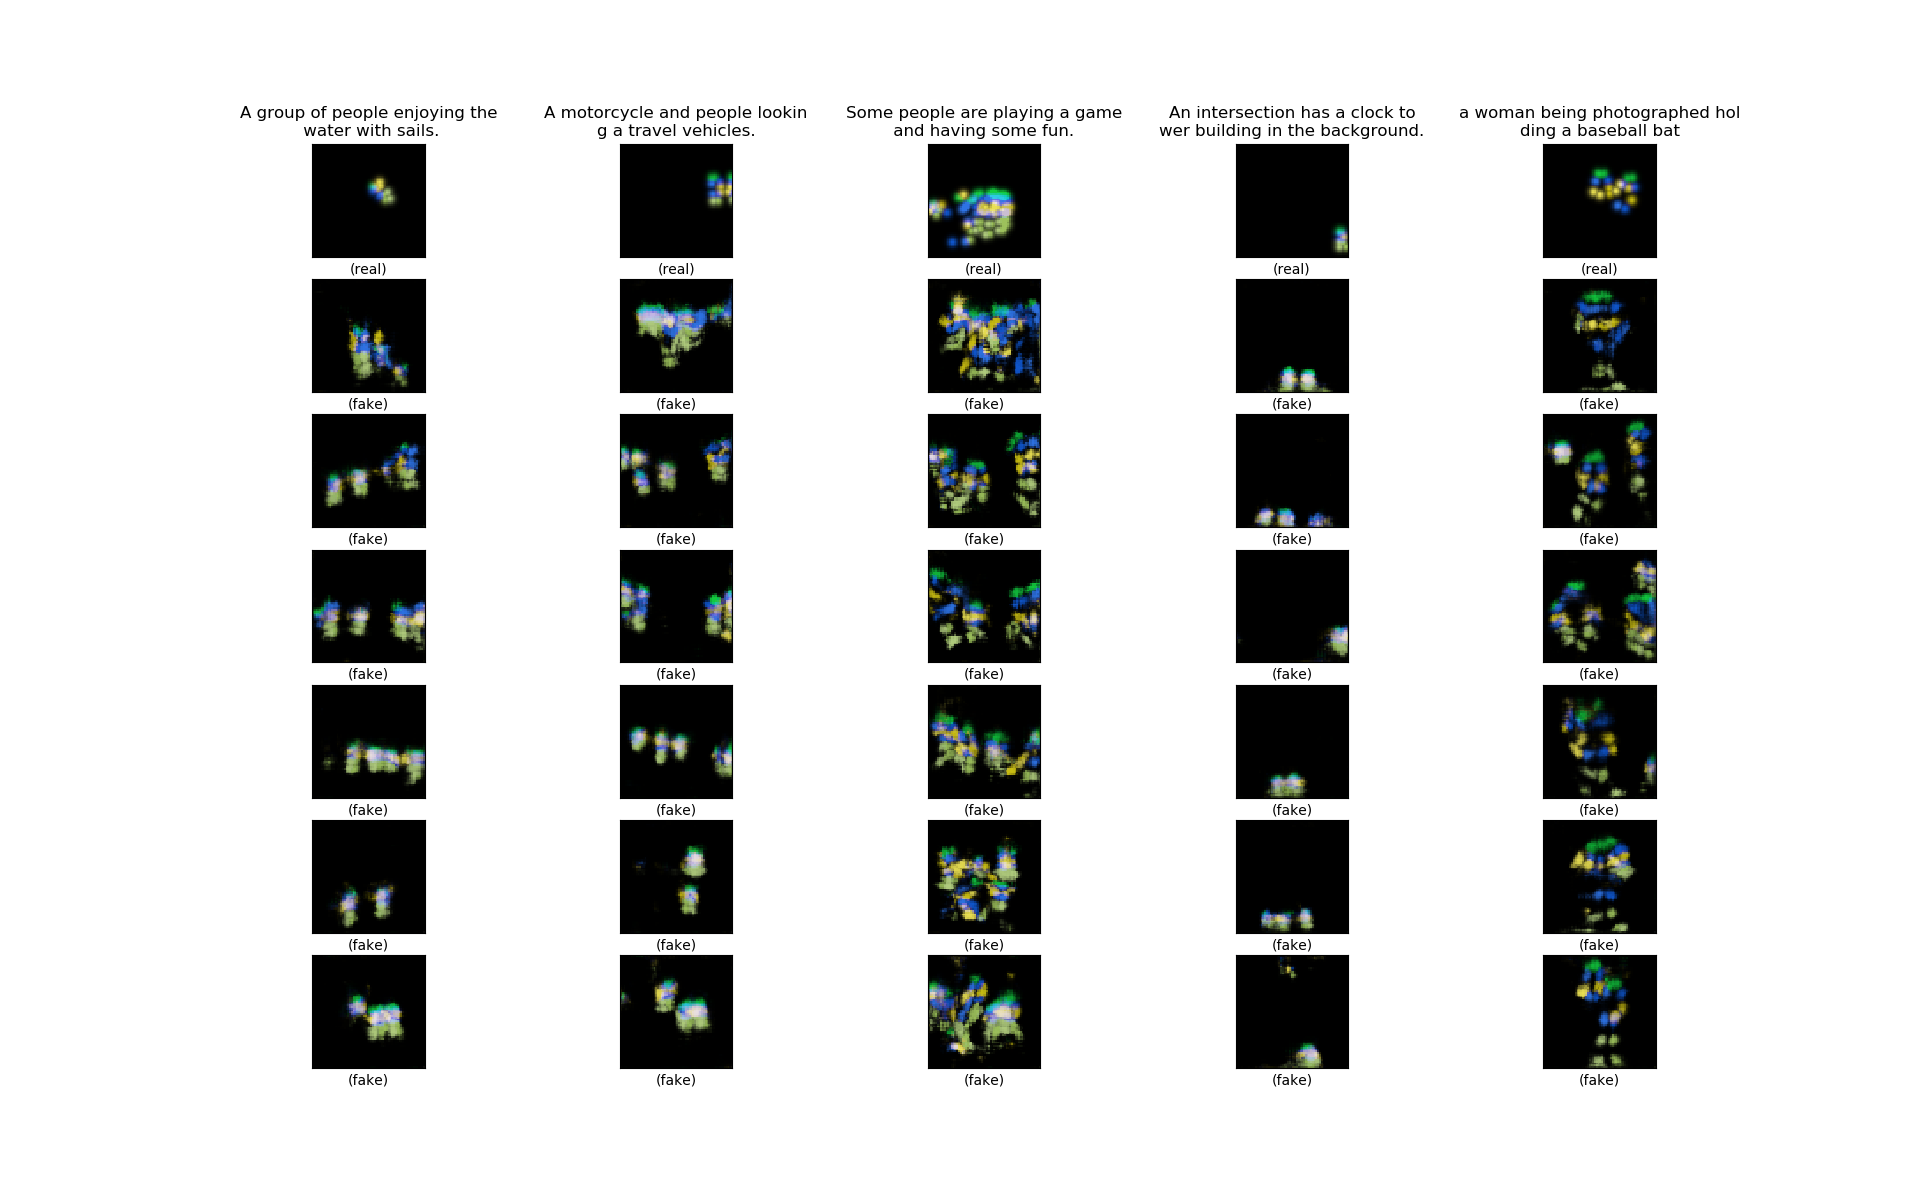 A group of people enjoying the
water with sails.
A motorcycle and people lookin
g a travel vehicles.
Some people are playing a game
and having some fun.
An intersection has a clock to
wer building in the background.
a woman being photographed hol
ding a baseball bat
(real) (real) (real) (real) (real)
(fake) (fake) (fake) (fake) (fake)
(fake) (fake) (fake) (fake) (fake)
(fake) (fake) (fake) (fake) (fake)
(fake) (fake) (fake) (fake) (fake)
(fake) (fake) (fake) (fake) (fake)
(fake) (fake) (fake) (fake) (fake)